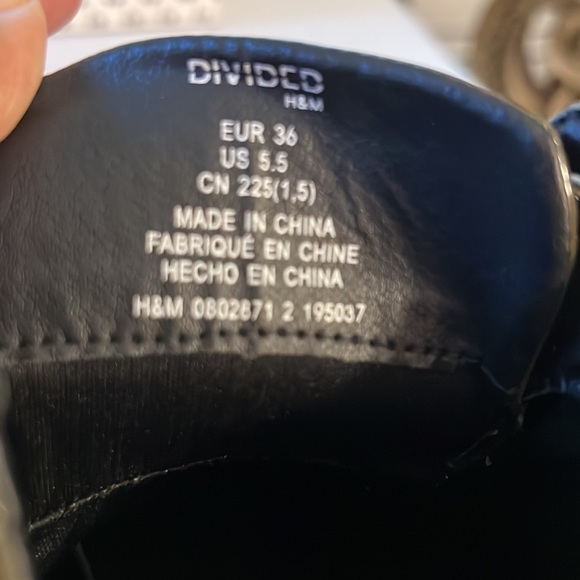 DIVIDED
H&M
EUR 36
US 5.5
CN 225(1,5)
MADE IN CHINA
FABRIQUÉ EN CHINE
HECHO EN CHINA
H&M 0802871 2 195037